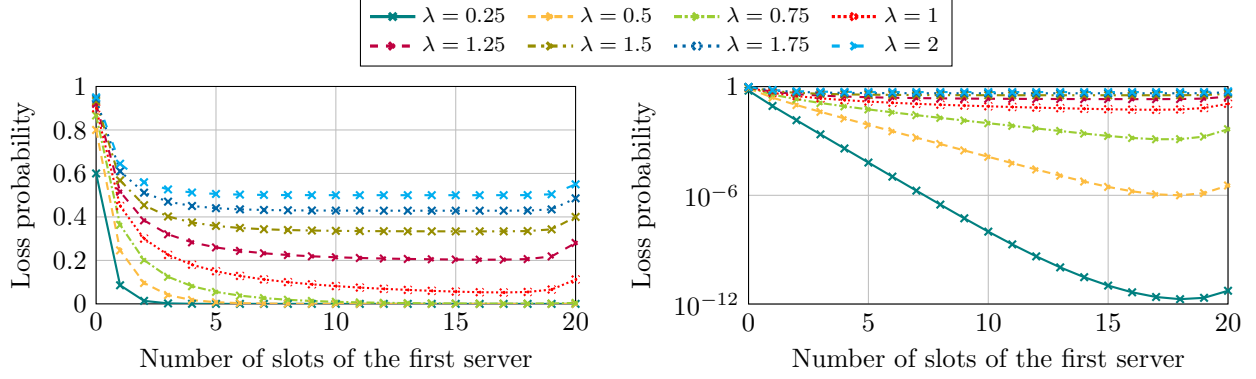 λ = 0.25 λ = 0.5 λ = 0.75 λ = 1
λ = 1.25 λ = 1.5 λ = 1.75 λ = 2
Loss probability
1
0.8
0.6
0.4
0.2
0
0 5 10 15 20
Number of slots of the first server
Loss probability
1
10^{-6}
10^{-12}
0 5 10 15 20
Number of slots of the first server